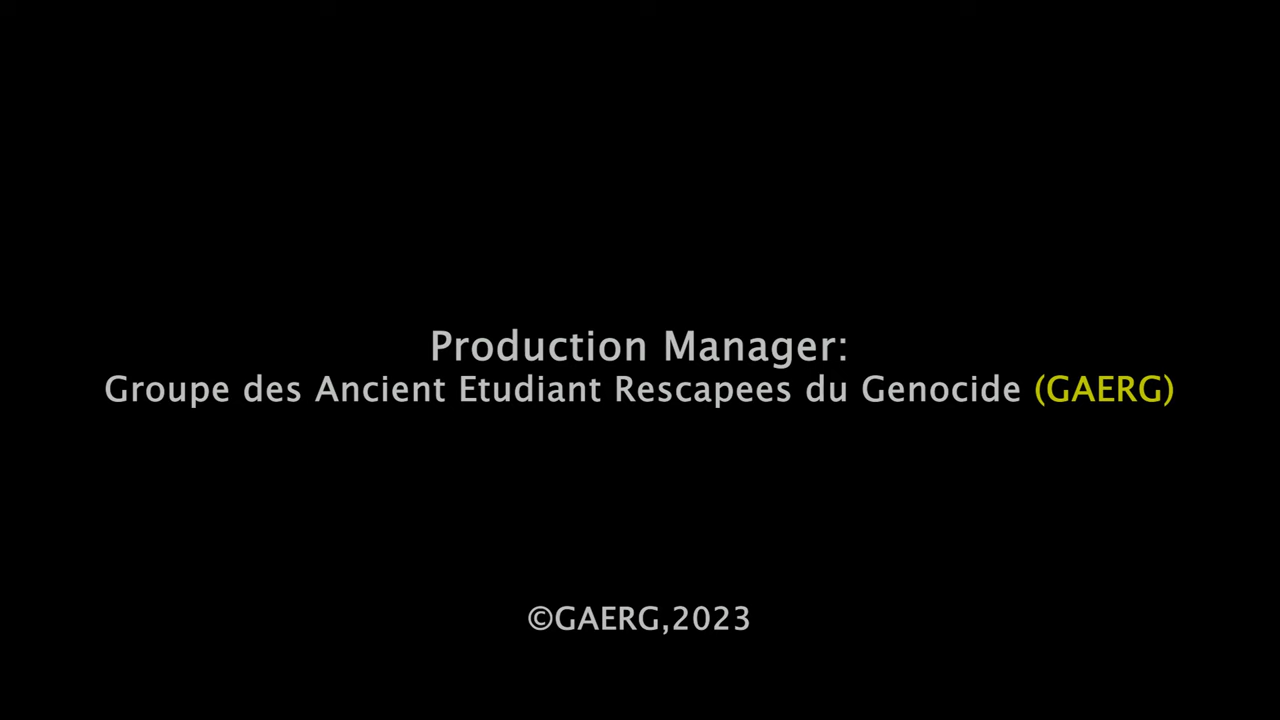 Production Manager:
Groupe des Ancient Etudiant Rescapees du Genocide (GAERG)
©GAERG,2023